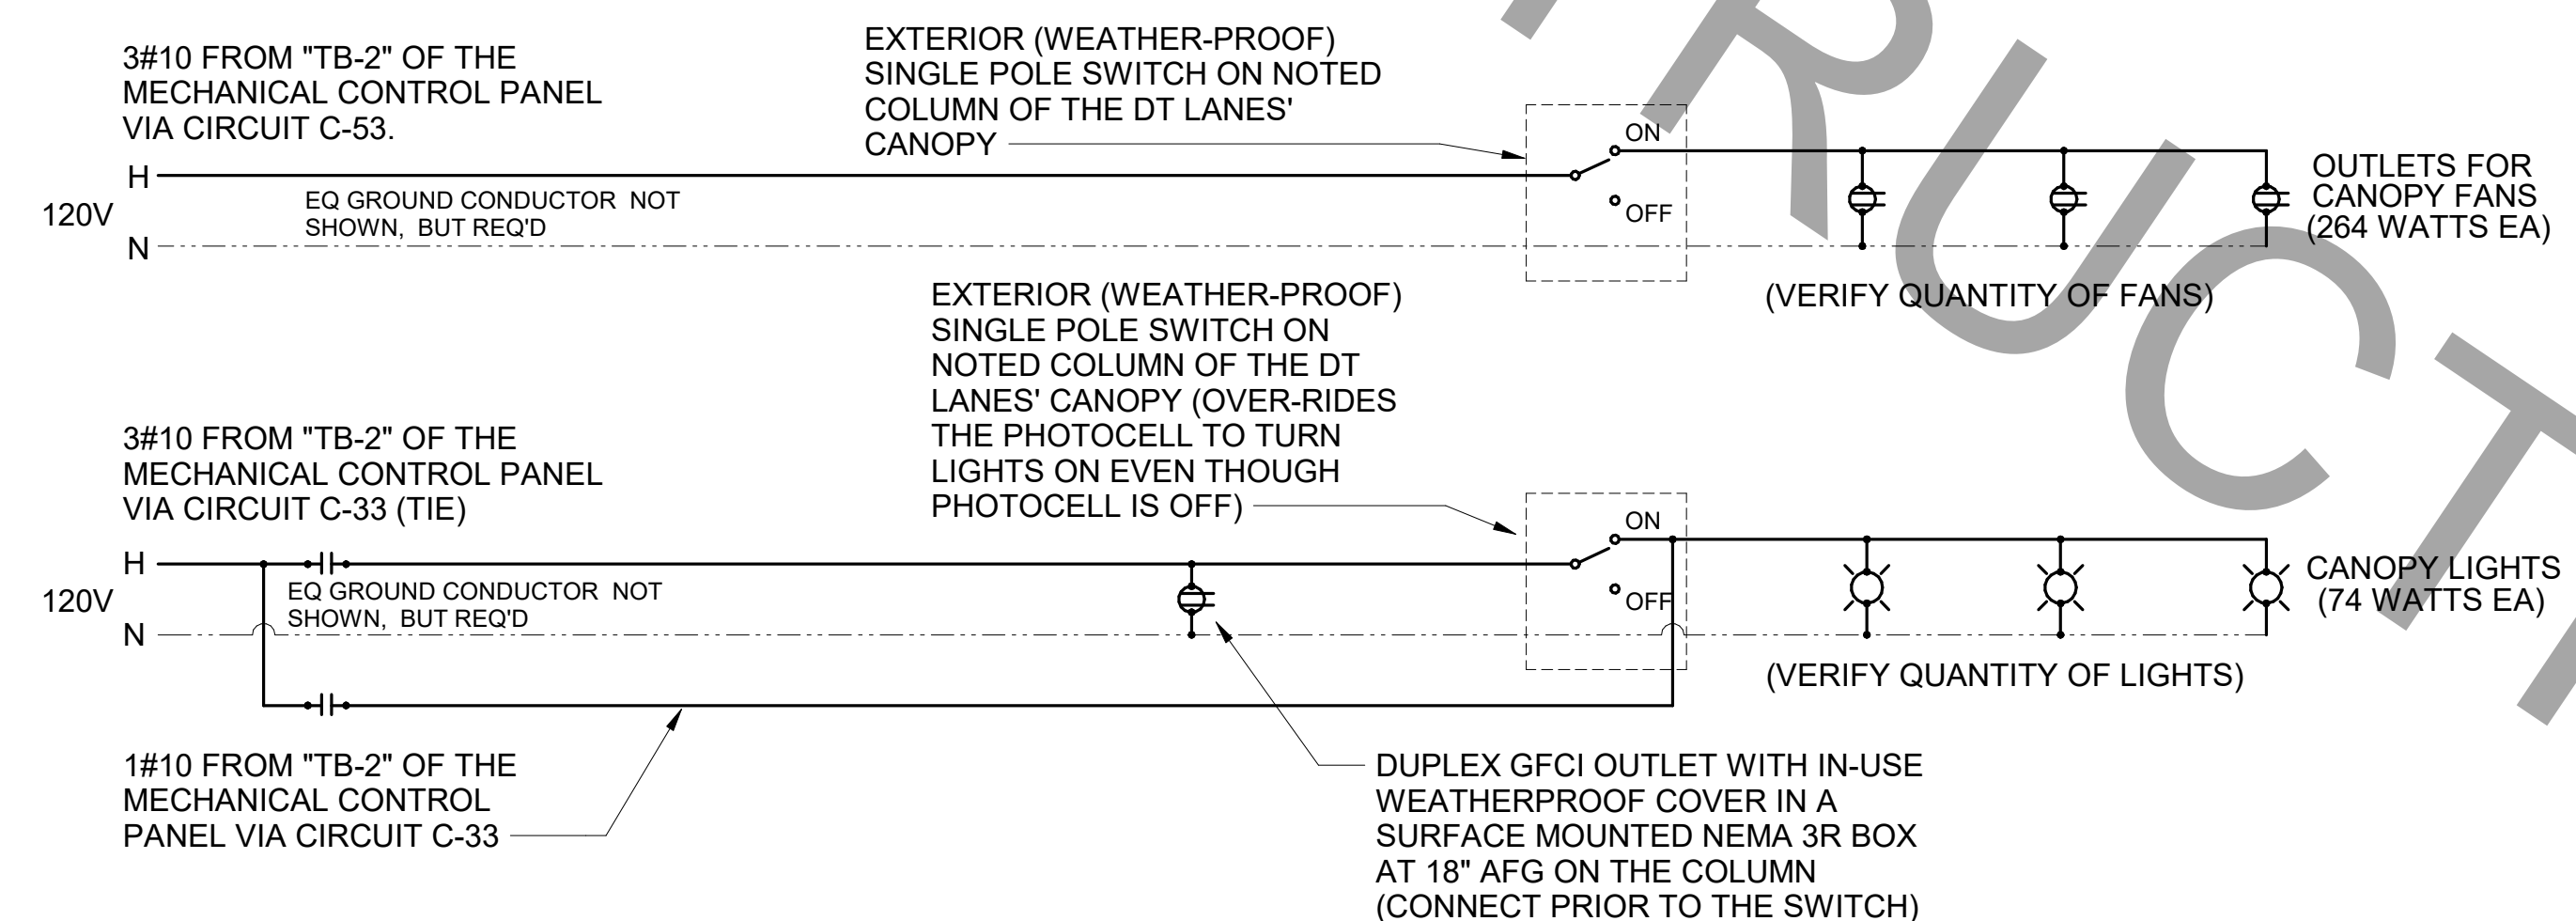 3#10 FROM "TB-2" OF THE
MECHANICAL CONTROL PANEL
VIA CIRCUIT C-53.
EXTERIOR (WEATHER-PROOF)
SINGLE POLE SWITCH ON NOTED
COLUMN OF THE DT LANES'
CANOPY
ON
OFF
H
120V
N
EQ GROUND CONDUCTOR NOT
SHOWN, BUT REQ'D
OUTLETS FOR
CANOPY FANS
(264 WATTS EA)
(VERIFY QUANTITY OF FANS)
EXTERIOR (WEATHER-PROOF)
SINGLE POLE SWITCH ON
NOTED COLUMN OF THE DT
LANES' CANOPY (OVER-RIDES
THE PHOTOCELL TO TURN
LIGHTS ON EVEN THOUGH
PHOTOCELL IS OFF)
3#10 FROM "TB-2" OF THE
MECHANICAL CONTROL PANEL
VIA CIRCUIT C-33 (TIE)
ON
OFF
H
120V
N
EQ GROUND CONDUCTOR NOT
SHOWN, BUT REQ'D
CANOPY LIGHTS
(74 WATTS EA)
(VERIFY QUANTITY OF LIGHTS)
1#10 FROM "TB-2" OF THE
MECHANICAL CONTROL
PANEL VIA CIRCUIT C-33
DUPLEX GFCI OUTLET WITH IN-USE
WEATHERPROOF COVER IN A
SURFACE MOUNTED NEMA 3R BOX
AT 18" AFG ON THE COLUMN
(CONNECT PRIOR TO THE SWITCH)
RUCT